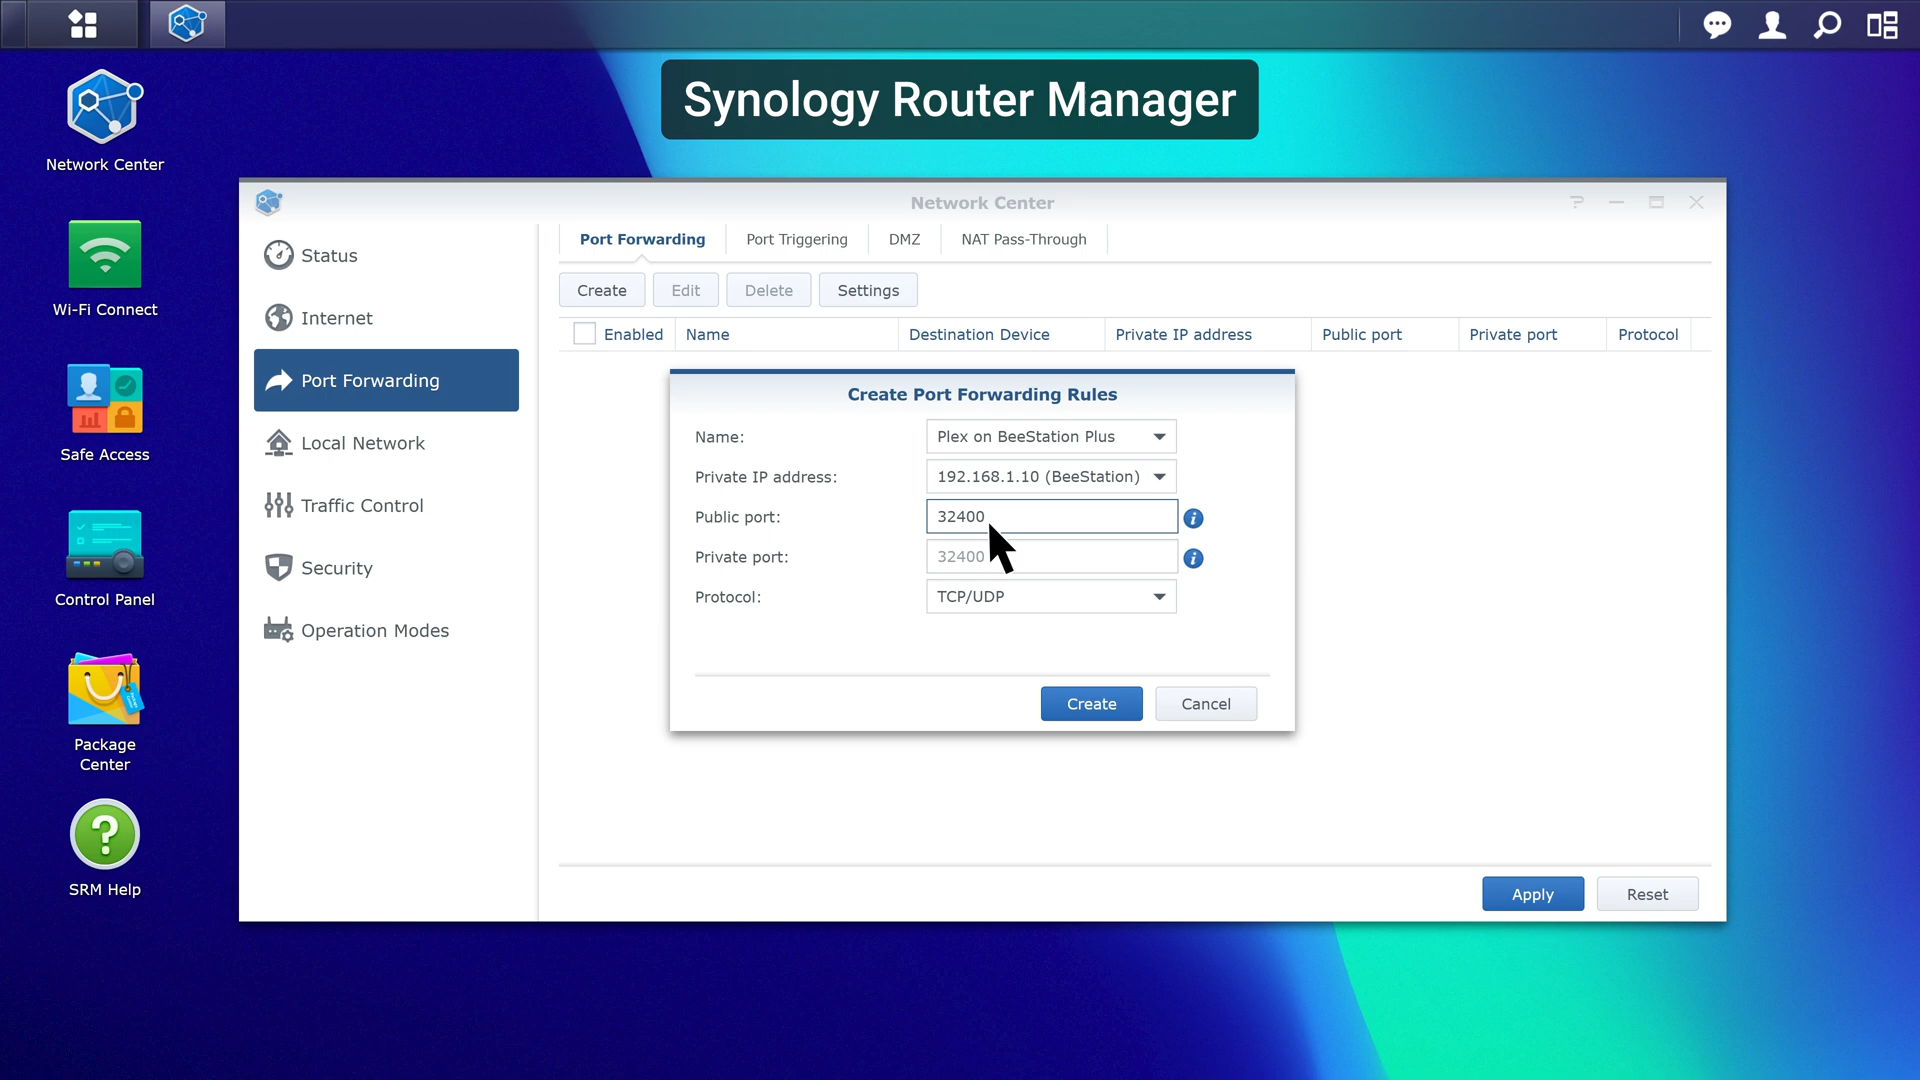 Synology Router Manager
Network Center
Wi-Fi Connect
Safe Access
Control Panel
Package
Center
SRM Help
Network Center
Status
Internet
Port Forwarding
Local Network
Traffic Control
Security
Operation Modes
Port Forwarding
Port Triggering
DMZ
NAT Pass-Through
Create
Edit
Delete
Settings
Enabled
Name
Destination Device
Private IP address
Public port
Private port
Protocol
Create Port Forwarding Rules
Name:
Plex on BeeStation Plus
Private IP address:
192.168.1.10 (BeeStation)
Public port:
32400
Private port:
32400
Protocol:
TCP/UDP
Create
Cancel
Apply
Reset